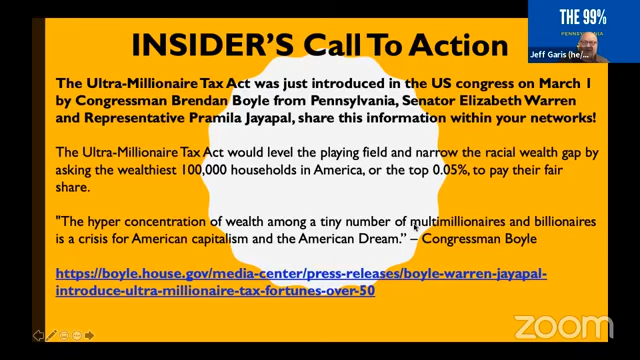 THE 99%
PENNSYLVANIA
Jeff Garis (he/...
INSIDER'S Call To Action
The Ultra-Millionaire Tax Act was just introduced in the US congress on March 1
by Congressman Brendan Boyle from Pennsylvania, Senator Elizabeth Warren
and Representative Pramila Jayapal, share this information within your networks!
The Ultra-Millionaire Tax Act would level the playing field and narrow the racial wealth gap by
asking the wealthiest 100,000 households in America, or the top 0.05%, to pay their fair
share.
"The hyper concentration of wealth among a tiny number of multimillionaires and billionaires
is a crisis for American capitalism and the American Dream.” – Congressman Boyle
https://boyle.house.gov/media-center/press-releases/boyle-warren-jayapal-
introduce-ultra-millionaire-tax-fortunes-over-50
zoom